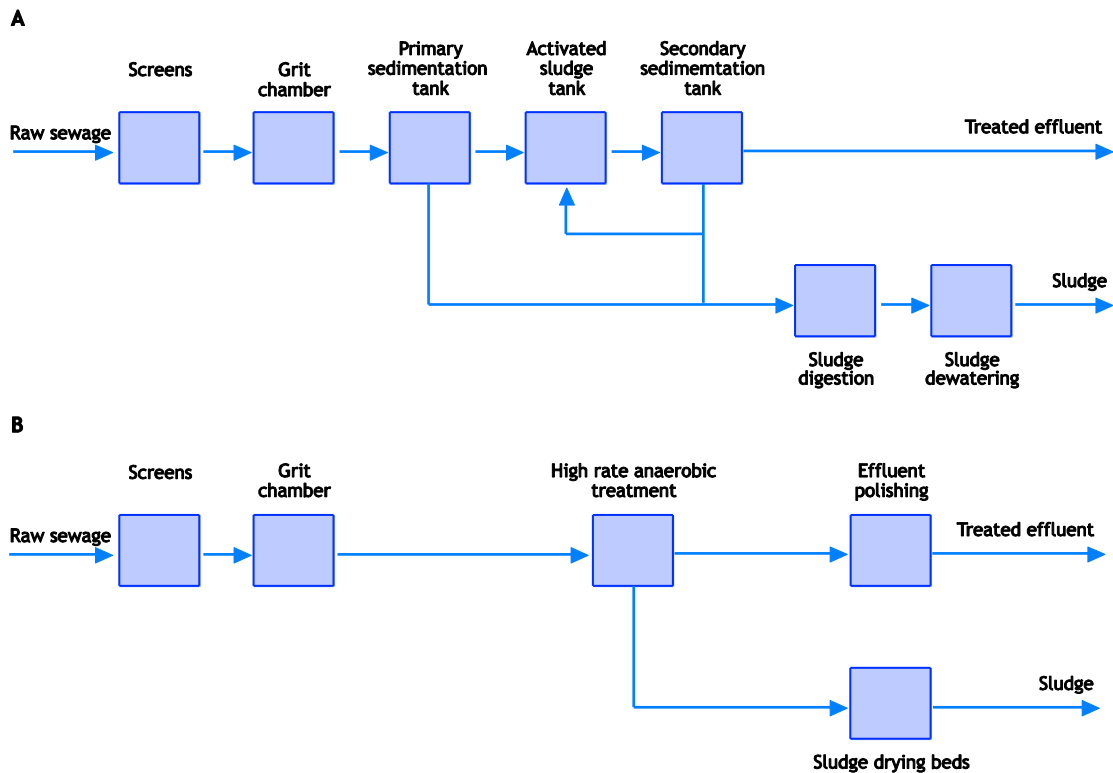 A
Screens
Grit
chamber
Primary
sedimentation
tank
Activated
sludge
tank
Secondary
sedimemtation
tank
Raw sewage
Treated effluent
Sludge
Sludge
digestion
Sludge
dewatering
B
Screens
Grit
chamber
High rate anaerobic
treatment
Effluent
polishing
Raw sewage
Treated effluent
Sludge
Sludge drying beds